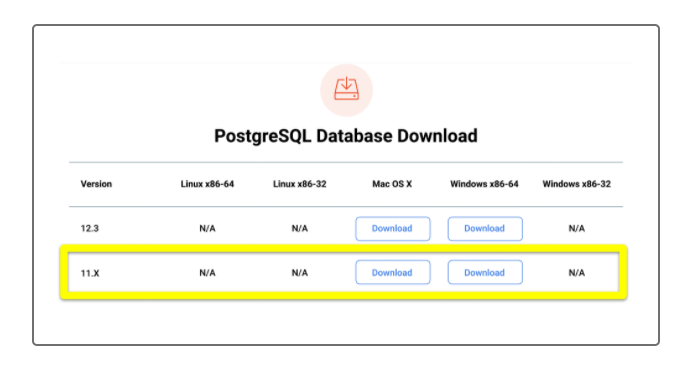 PostgreSQL Database Download
Version Linux x86-64 Linux x86-32 Mac OS X Windows x86-64 Windows x86-32
12.3 N/A N/A Download Download N/A
11.X N/A N/A Download Download N/A